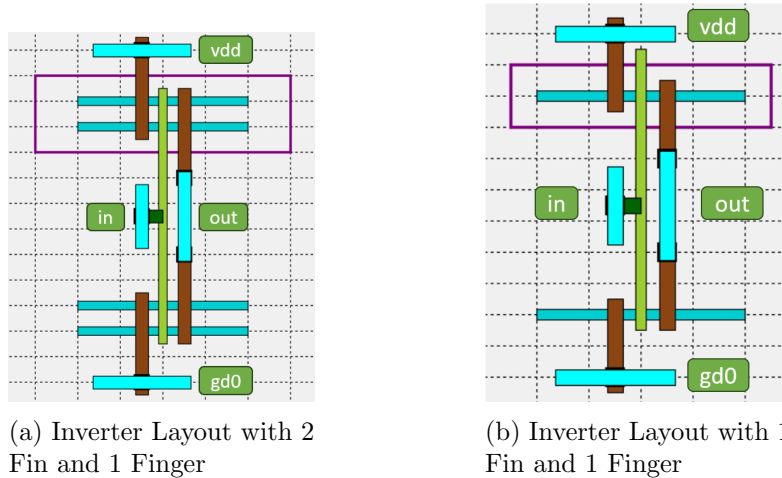 vdd
in
out
gd0
(a) Inverter Layout with 2
Fin and 1 Finger
vdd
in
out
gd0
(b) Inverter Layout with 1
Fin and 1 Finger